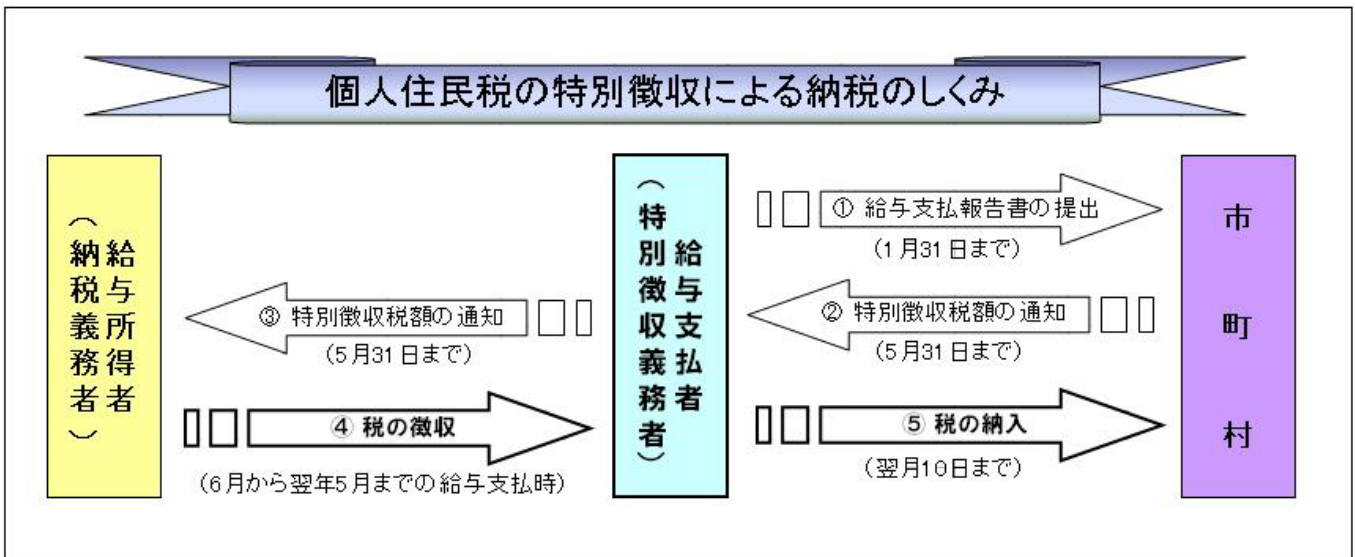 個人住民税の特別徴収による納税のしくみ
給与所得者
（納税義務者）
給与支払者
（特別徴収義務者）
市町村
① 給与支払報告書の提出
（1月31日まで）
② 特別徴収税額の通知
（5月31日まで）
③ 特別徴収税額の通知
（5月31日まで）
④ 税の徴収
（6月から翌年5月までの給与支払時）
⑤ 税の納入
（翌月10日まで）